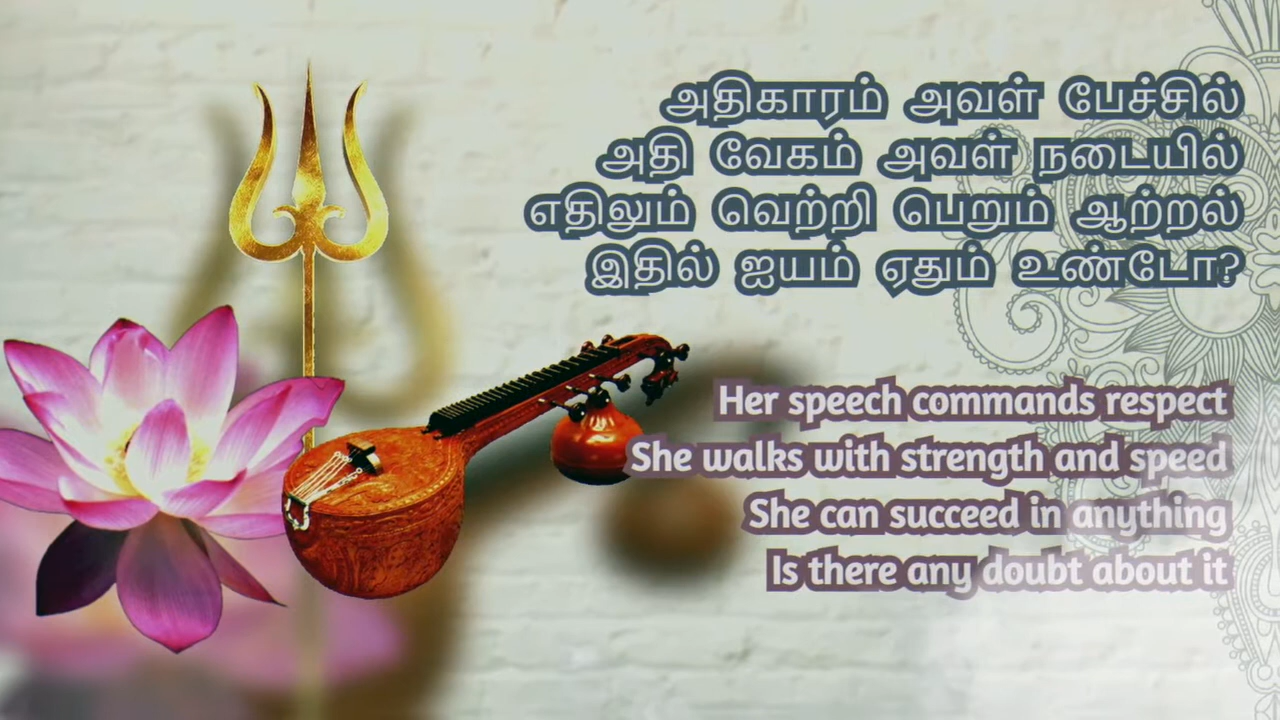 அதிகாரம் அவள் பேச்சில்
அதி வேகம் அவள் நடையில்
எதிலும் வெற்றி பெறும் ஆற்றல்
இதில் ஐயம் ஏதும் உண்டோ?
Her speech commands respect
She walks with strength and speed
She can succeed in anything
Is there any doubt about it